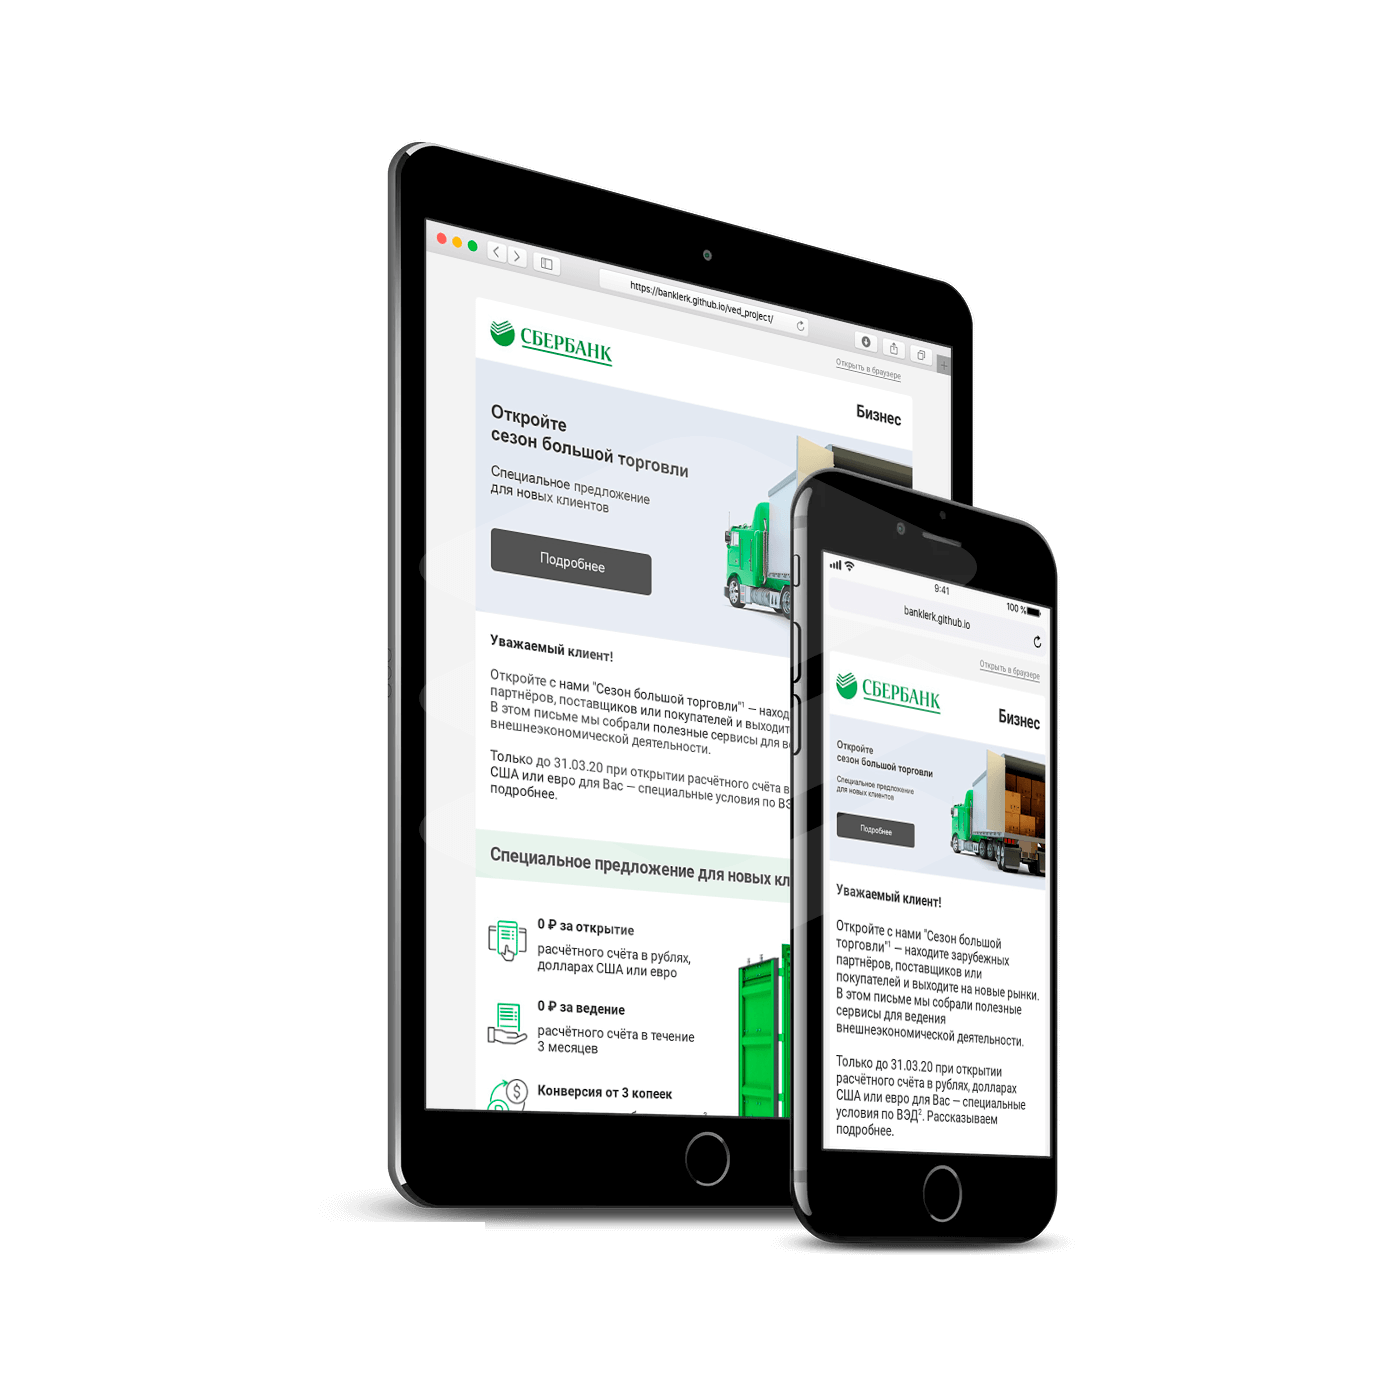 https://banklerk.github.io/ved_project/
Открыть в браузере
СБЕРБАНК
Бизнес
Откройте
сезон большой торговли
Специальное предложение
для новых клиентов
Подробнее
Уважаемый клиент!
Откройте с нами "Сезон большой торговли"¹ — наход
партнёров, поставщиков или покупателей и выходит
В этом письме мы собрали полезные сервисы для в
внешнеэкономической деятельности.
Только до 31.03.20 при открытии расчётного счёта в
США или евро для Вас — специальные условия по ВЭ
подробнее.
Специальное предложение для новых кл
0 ₽ за открытие
расчётного счёта в рублях,
долларах США или евро
0 ₽ за ведение
расчётного счёта в течение
3 месяцев
Конверсия от 3 копеек
9:41
100 %
banklerk.github.io
Открыть в браузере
СБЕРБАНК
Бизнес
Откройте
сезон большой торговли
Специальное предложение
для новых клиентов
Подробнее
Уважаемый клиент!
Откройте с нами "Сезон большой
торговли"¹ — находите зарубежных
партнёров, поставщиков или
покупателей и выходите на новые рынки.
В этом письме мы собрали полезные
сервисы для ведения
внешнеэкономической деятельности.
Только до 31.03.20 при открытии
расчётного счёта в рублях, долларах
США или евро для Вас — специальные
условия по ВЭД². Рассказываем
подробнее.